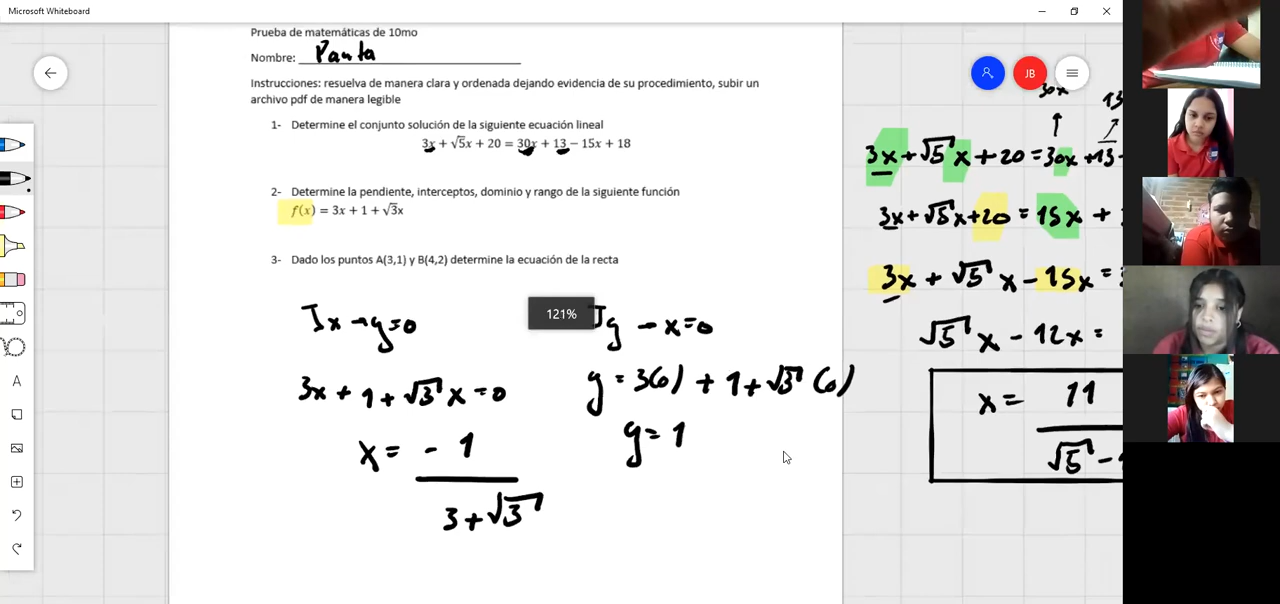 Microsoft Whiteboard
Prueba de matemáticas de 10mo
Nombre: Pauta
Instrucciones: resuelva de manera clara y ordenada dejando evidencia de su procedimiento, subir un
archivo pdf de manera legible
1- Determine el conjunto solución de la siguiente ecuación lineal
3x + √5x + 20 = 30x + 13 − 15x + 18
2- Determina la pendiente, interceptos, dominio y rango de la siguiente función
f(x) = 3x + 1 + √3x
3- Dado los puntos A(3,1) y B(4,2) determine la ecuación de la recta
Ix → y=0
3x + 1 + √3 x = 0
x = - 1
3 + √3
121%
Iy → x=0
y = 3(0) + 1 + √3 (0)
y = 1
JB
30x 13
3x + √5 x + 20 = 30x + 13 -
3x + √5 x + 20 = 15x +
3x + √5 x - 15x =
√5 x - 12x =
x = 11
√5 -
A